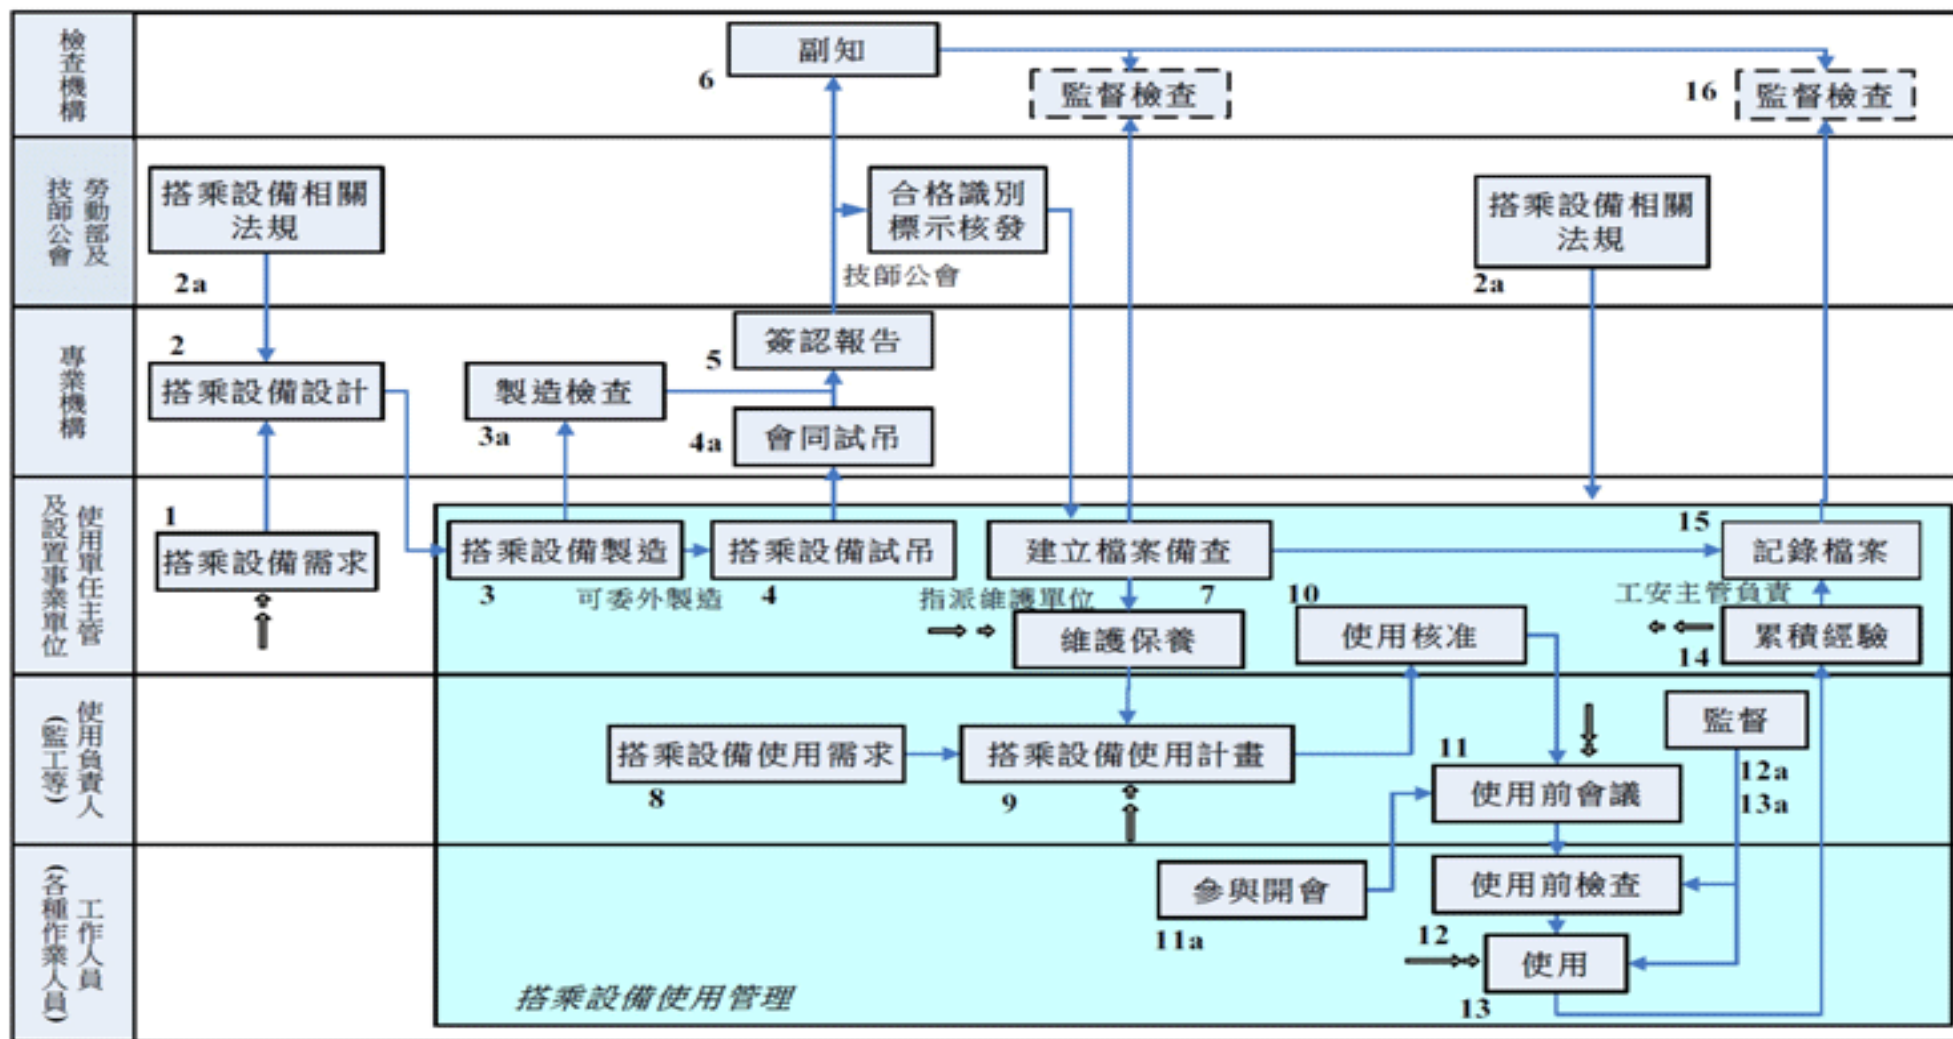 檢查機構
副知
6
監督檢查
16
監督檢查
勞動部及
技師公會
搭乘設備相關
法規
2a
合格識別
標示核發
技師公會
搭乘設備相關
法規
2a
專業機構
2
搭乘設備設計
製造檢查
3a
5
簽認報告
4a
會同試吊
使用單任主管
及設置事業單位
1
搭乘設備需求
搭乘設備製造
3
可委外製造
搭乘設備試吊
4
建立檔案備查
7
指派維護單位
維護保養
10
使用核准
15
記錄檔案
工安主管負責
累積經驗
14
使用負責人
(監工等)
搭乘設備使用需求
8
搭乘設備使用計畫
9
11
使用前會議
監督
12a
13a
工作人員
(各種作業人員)
參與開會
11a
使用前檢查
12
使用
13
搭乘設備使用管理